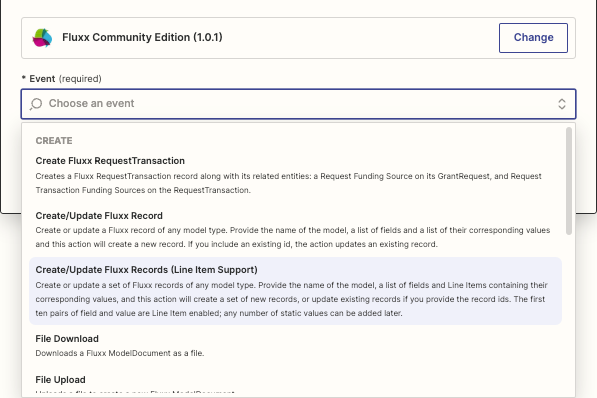 Fluxx Community Edition (1.0.1)
Change
* Event (required)
Choose an event
CREATE
Create Fluxx RequestTransaction
Creates a Fluxx RequestTransaction record along with its related entities: a Request Funding Source on its GrantRequest, and Request
Transaction Funding Sources on the RequestTransaction.
Create/Update Fluxx Record
Create or update a Fluxx record of any model type. Provide the name of the model, a list of fields and a list of their corresponding values
and this action will create a new record. If you include an existing id, the action updates an existing record.
Create/Update Fluxx Records (Line Item Support)
Create or update a set of Fluxx records of any model type. Provide the name of the model, a list of fields and Line Items containing their
corresponding values, and this action will create a set of new records, or update existing records if you provide the record ids. The first
ten pairs of field and value are Line Item enabled; any number of static values can be added later.
File Download
Downloads a Fluxx ModelDocument as a file.
File Upload
Uploads a file to create a new Fluxx ModelDocument.